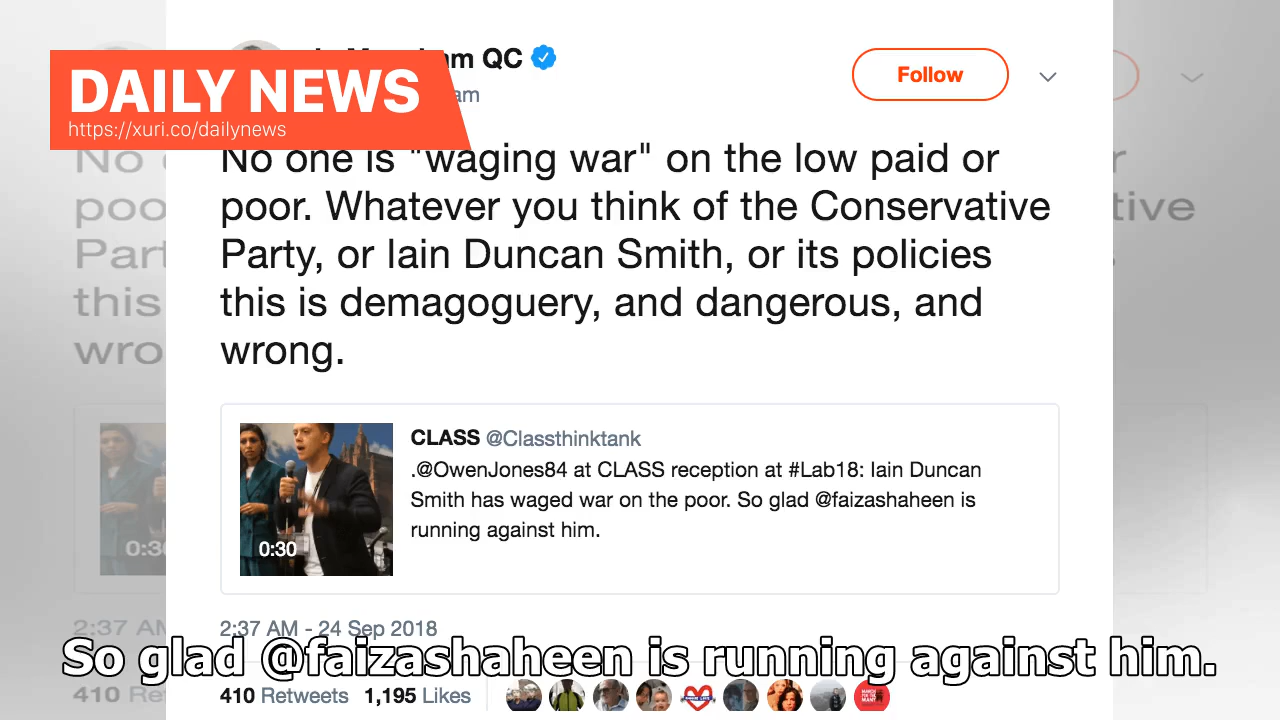 DAILY NEWS
https://xuri.co/dailynews
QC
Follow
No one is "waging war" on the low paid or
poor. Whatever you think of the Conservative
Party, or Iain Duncan Smith, or its policies
this is demagoguery, and dangerous, and
wrong.
CLASS @Classthinktank
.@OwenJones84 at CLASS reception at #Lab18: Iain Duncan
Smith has waged war on the poor. So glad @faizashaheen is
running against him.
0:30
2:37 AM - 24 Sep 2018
So glad @faizashaheen is running against him.
410 Retweets 1,195 Likes